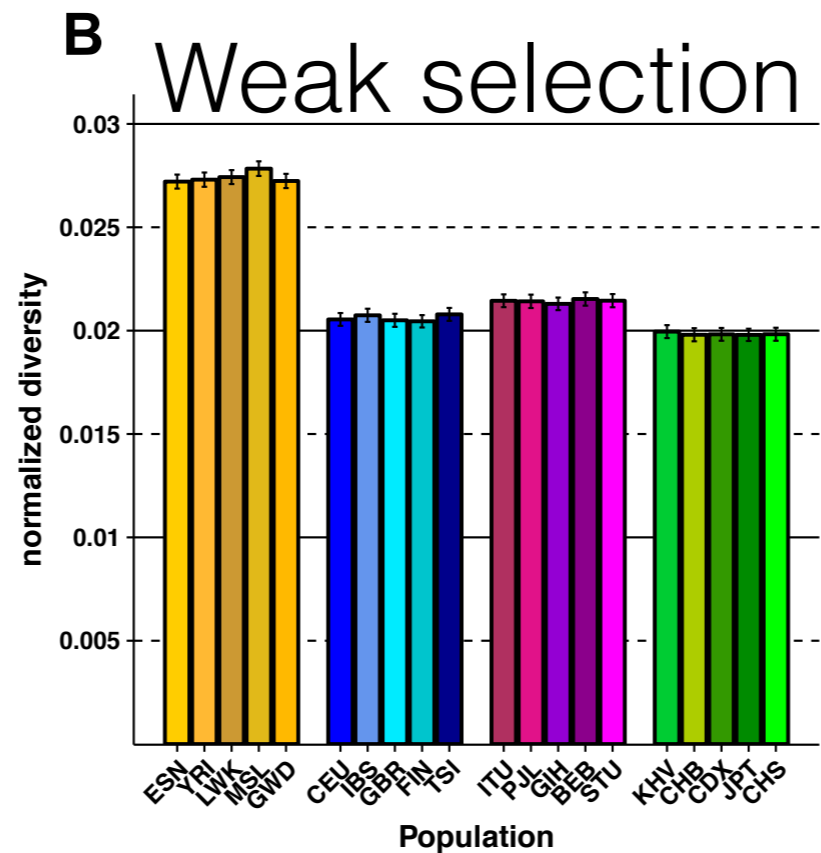 B
Weak selection
0.03
0.025
0.02
0.015
0.01
0.005
normalized diversity
ESN YRI LWK MSL GWD CEU IBS GBR FIN TSI ITU PJL GIH BEB STU KHV CHB CDX JPT CHS
Population